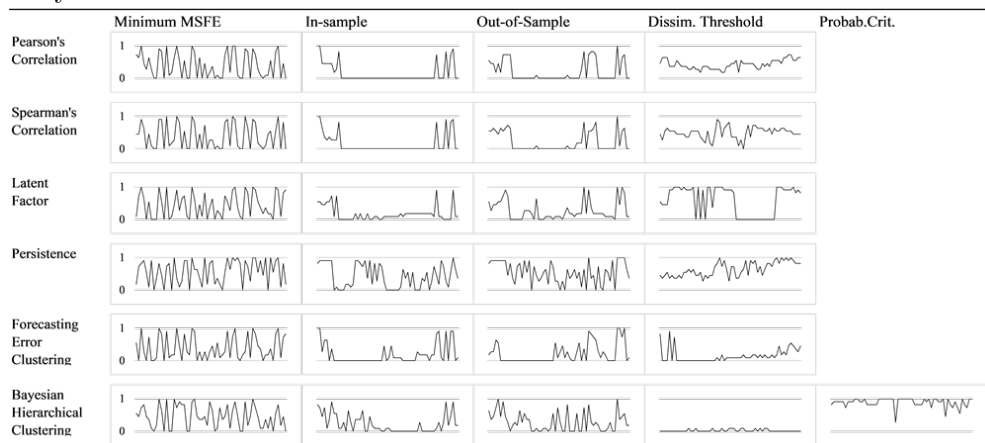 Minimum MSFE In-sample Out-of-Sample Dissim. Threshold Probab.Crit.
Pearson's
Correlation
1
0
Spearman's
Correlation
1
0
Latent
Factor
1
0
Persistence
1
0
Forecasting
Error
Clustering
1
0
Bayesian
Hierarchical
Clustering
1
0